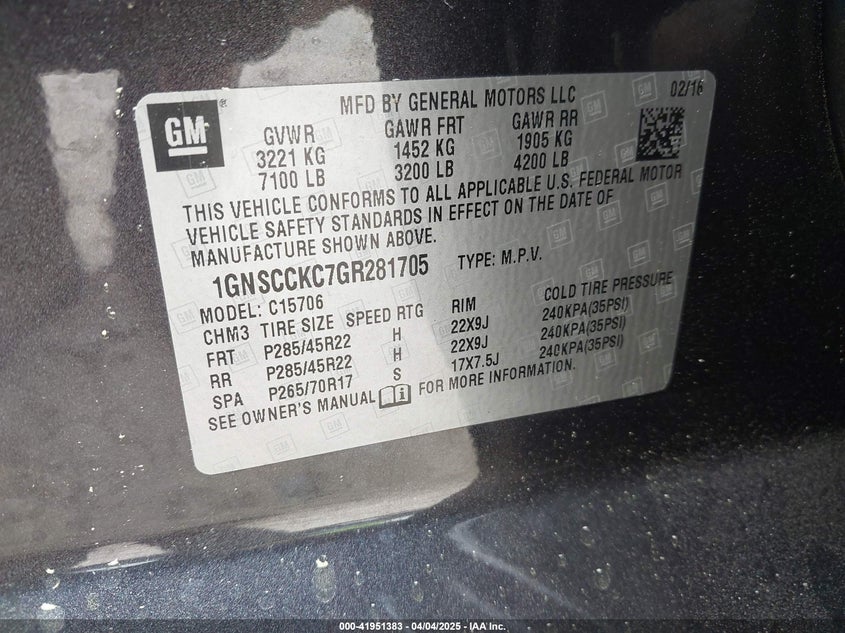 GM
MFD BY GENERAL MOTORS LLC 02/16
GVWR GAWR FRT GAWR RR
3221 KG 1452 KG 1905 KG
7100 LB 3200 LB 4200 LB
THIS VEHICLE CONFORMS TO ALL APPLICABLE U.S. FEDERAL MOTOR
VEHICLE SAFETY STANDARDS IN EFFECT ON THE DATE OF
MANUFACTURE SHOWN ABOVE.
1GNSCCKC7GR281705 TYPE: M.P.V.
MODEL: C15706
CHM3 TIRE SIZE SPEED RTG RIM COLD TIRE PRESSURE
FRT P285/45R22 H 22X9J 240KPA(35PSI)
RR P285/45R22 H 22X9J 240KPA(35PSI)
SPA P265/70R17 S 17X7.5J 240KPA(35PSI)
SEE OWNER'S MANUAL FOR MORE INFORMATION.
000-41951383 - 04/04/2025 - IAA Inc.